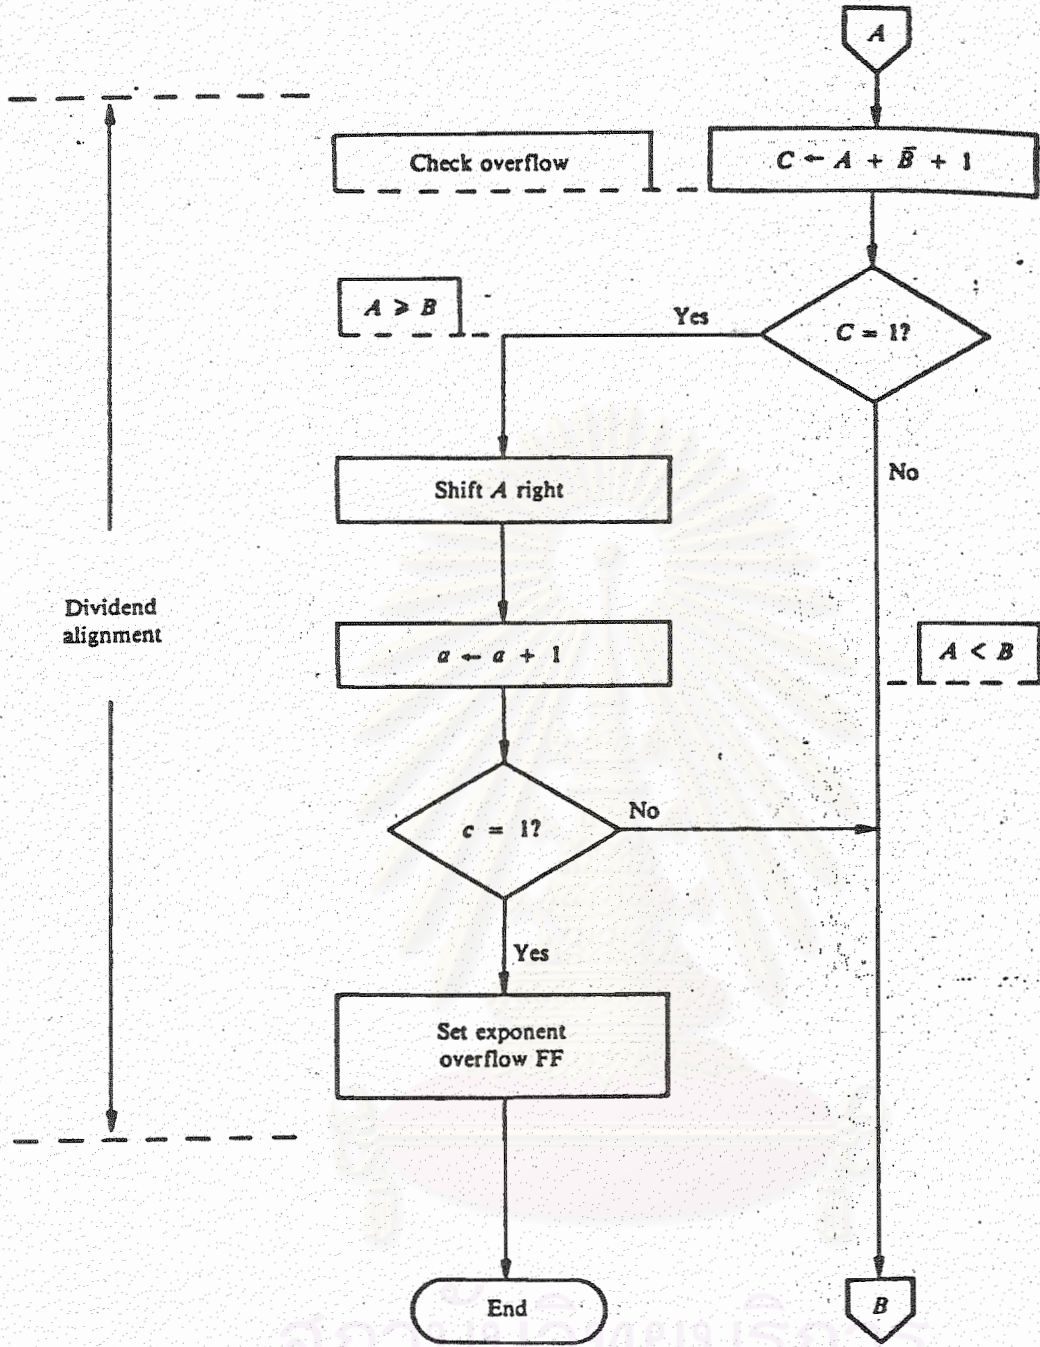 A
Check overflow
C ← A + B̅ + 1
A ⩾ B
Yes
C = 1?
No
Shift A right
Dividend
alignment
a ← a + 1
A < B
c = 1?
No
Yes
Set exponent
overflow FF
End
B